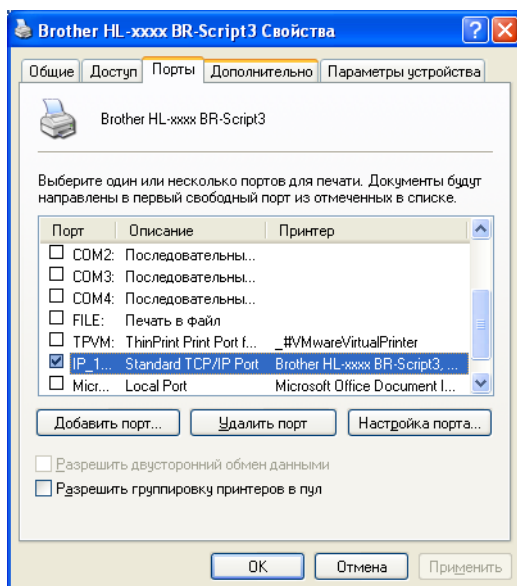 Brother HL-xxxx BR-Script3 Свойства
Общие Доступ Порты Дополнительно Параметры устройства
Brother HL-xxxx BR-Script3
Выберите один или несколько портов для печати. Документы будут
направлены в первый свободный порт из отмеченных в списке.
Порт Описание Принтер
COM2: Последовательны...
COM3: Последовательны...
COM4: Последовательны...
FILE: Печать в файл
TPVM: ThinPrint Print Port f... _#VMwareVirtualPrinter
IP_1... Standard TCP/IP Port Brother HL-xxxx BR-Script3, ...
Micr... Local Port Microsoft Office Document I...
Добавить порт... Удалить порт Настройка порта...
Разрешить двусторонний обмен данными
Разрешить группировку принтеров в пул
OK Отмена Применить